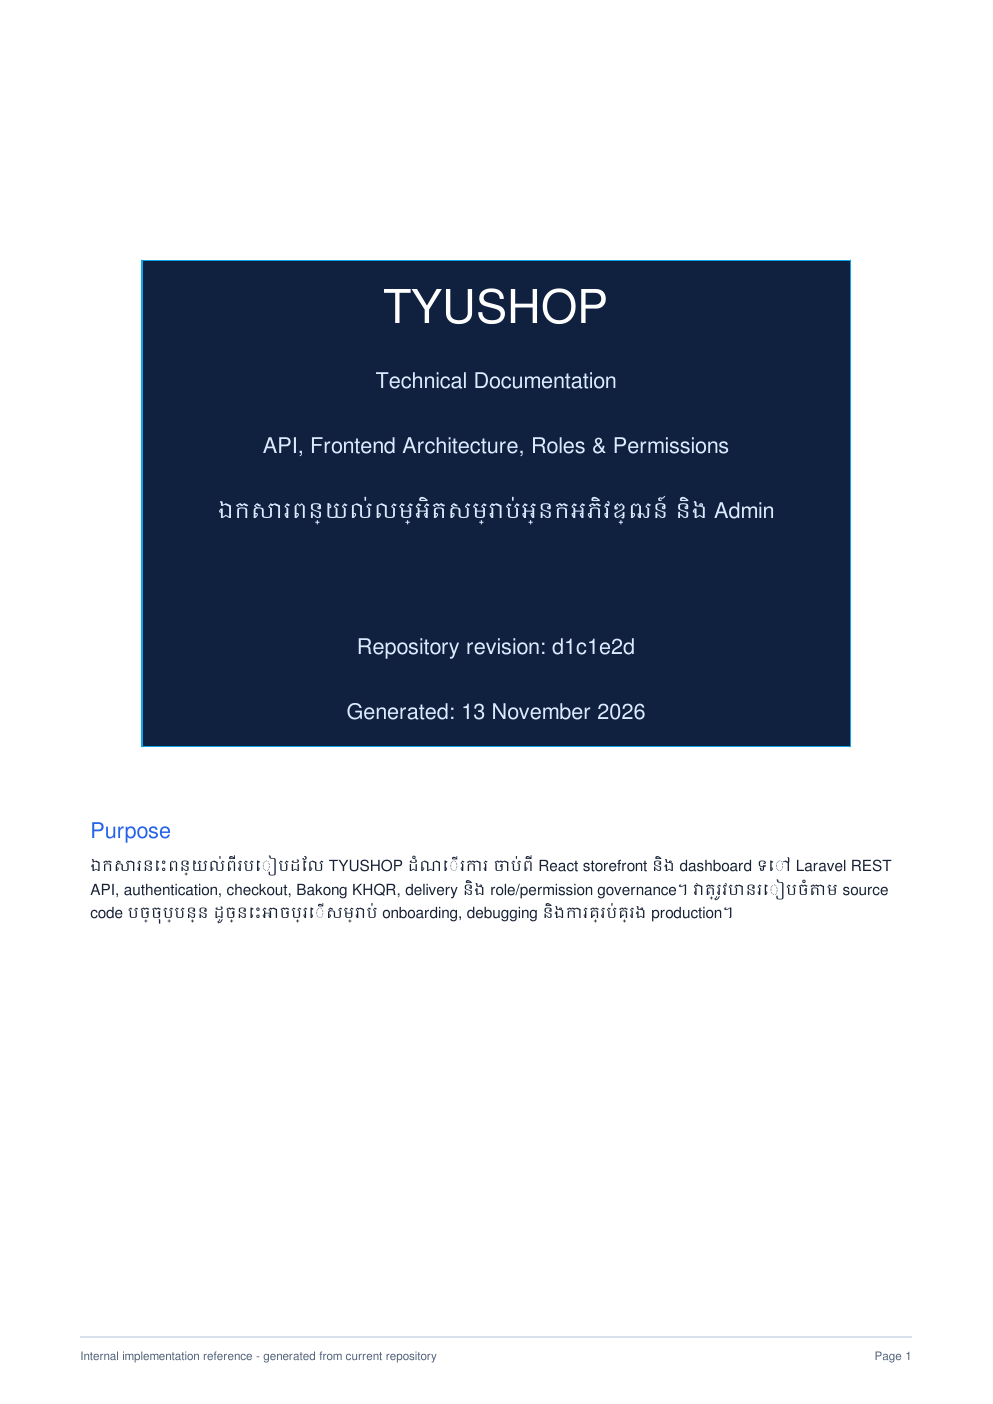 TYUSHOP
Technical Documentation
API, Frontend Architecture, Roles & Permissions
ឯកសារពន្យល់លម្អិតសម្រាប់អ្នកអភិវឌ្ឍន៍ និង Admin
Repository revision: d1c1e2d
Generated: 13 November 2026
Purpose
ឯកសារនេះពន្យល់ពីរបៀបដែល TYUSHOP ដំណើរការ ចាប់ពី React storefront និង dashboard ទៅ Laravel REST
API, authentication, checkout, Bakong KHQR, delivery និង role/permission governance។ វាត្រូវបានរៀបចំតាម source
code បច្ចុប្បន្ន ដូច្នេះអាចប្រើសម្រាប់ onboarding, debugging និងការគ្រប់គ្រង production។
Internal implementation reference - generated from current repository
Page 1